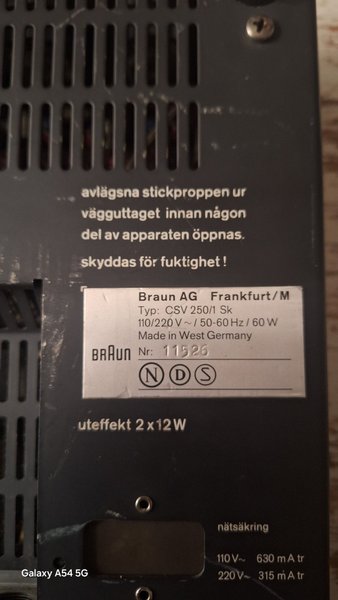 avlägsna stickproppen ur
vägguttaget innan någon
del av apparaten öppnas.
skyddas för fuktighet!
Braun AG Frankfurt/M
Typ: CSV 250/1 Sk
110/220 V~/50-60 Hz/60 W
Made in West Germany
BRAUN Nr: 11526
N D S
uteffekt 2 x 12 W
nätsäkring
110 V~ 630 mA tr
220 V~ 315 mA tr
Galaxy A54 5G